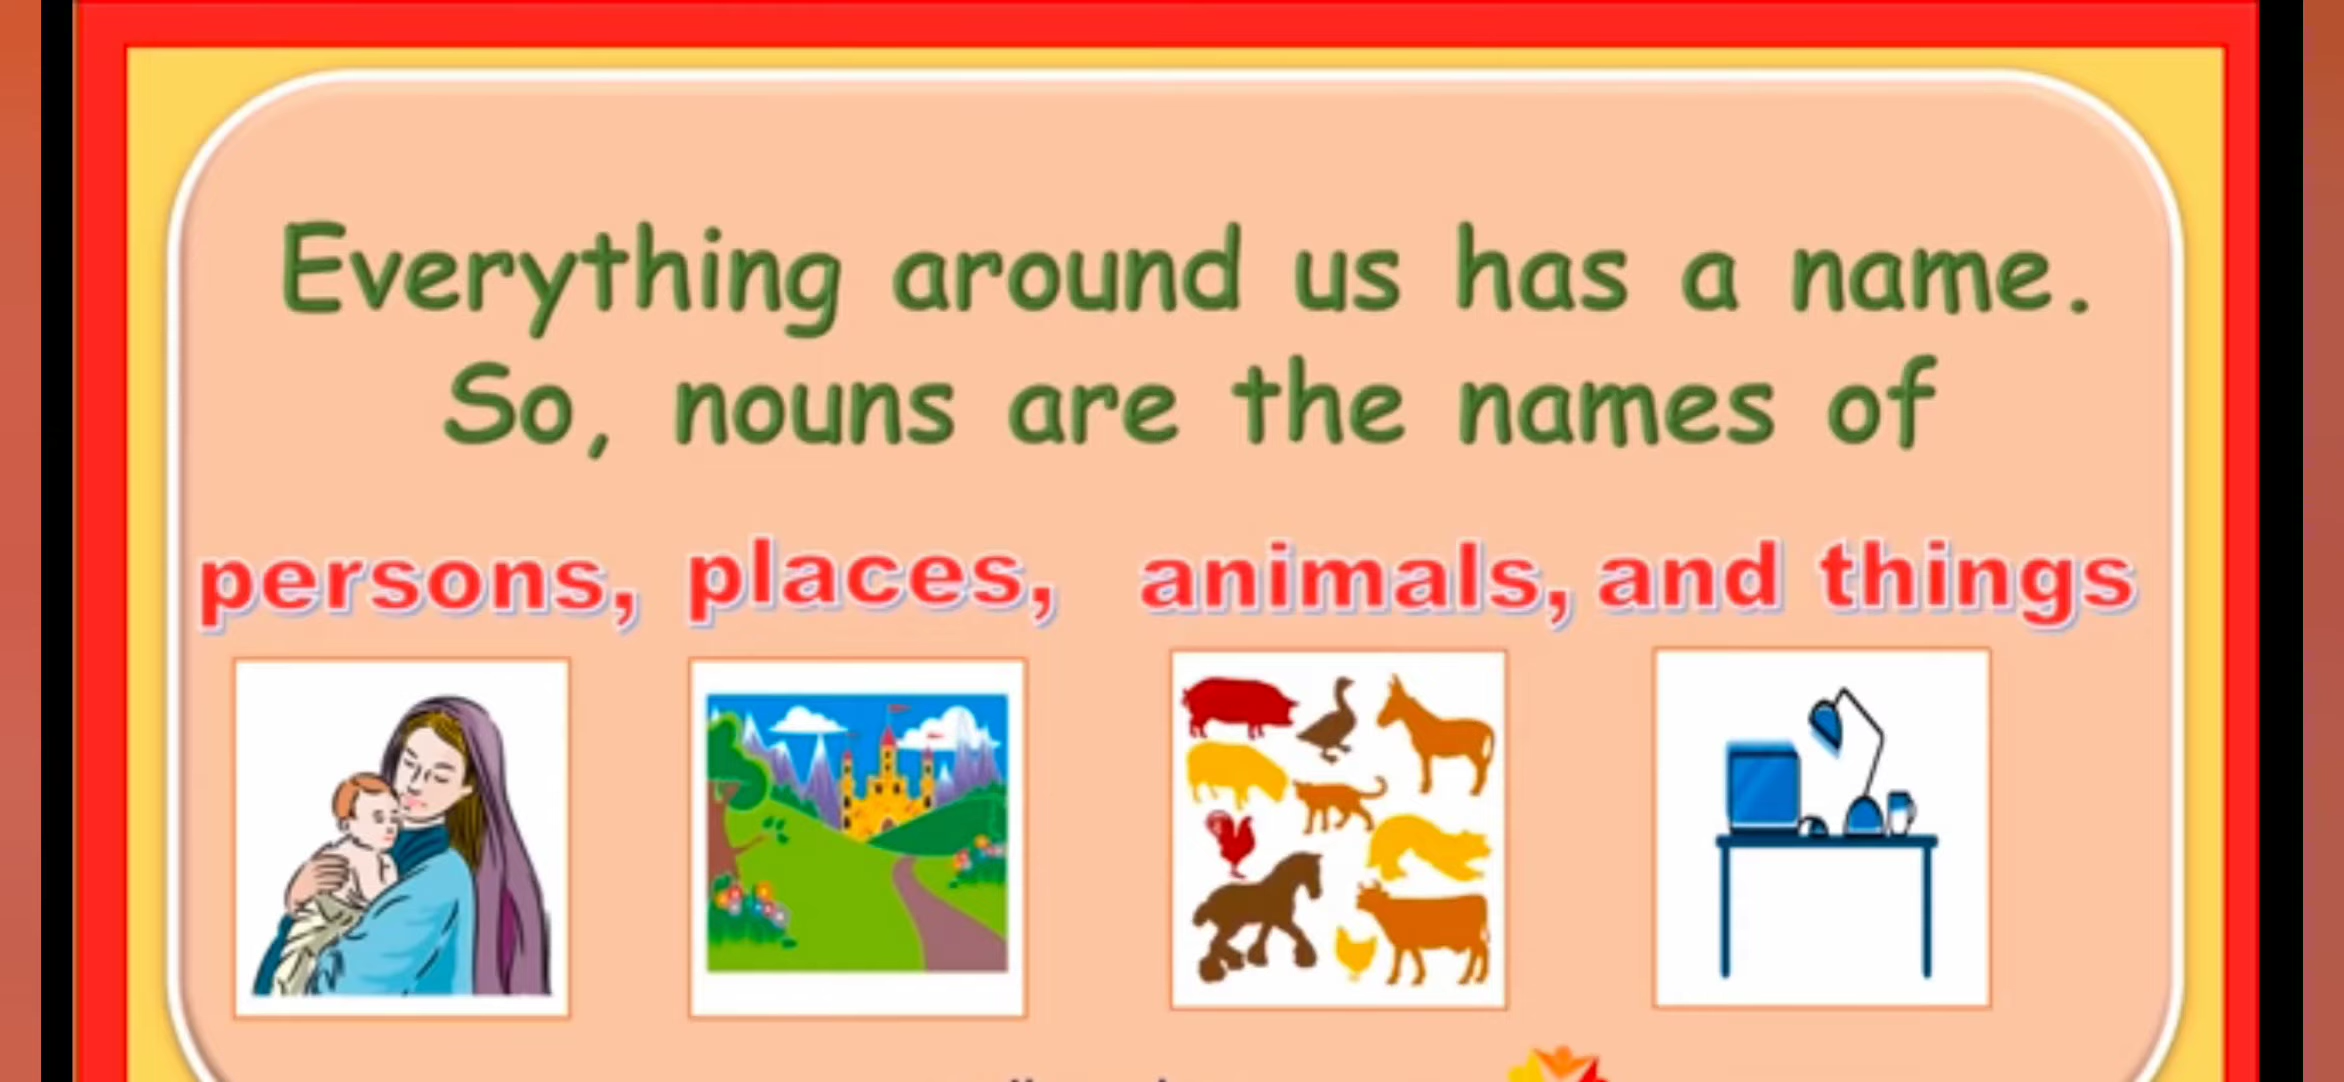 Everything around us has a name.
So, nouns are the names of
persons, places, animals, and things